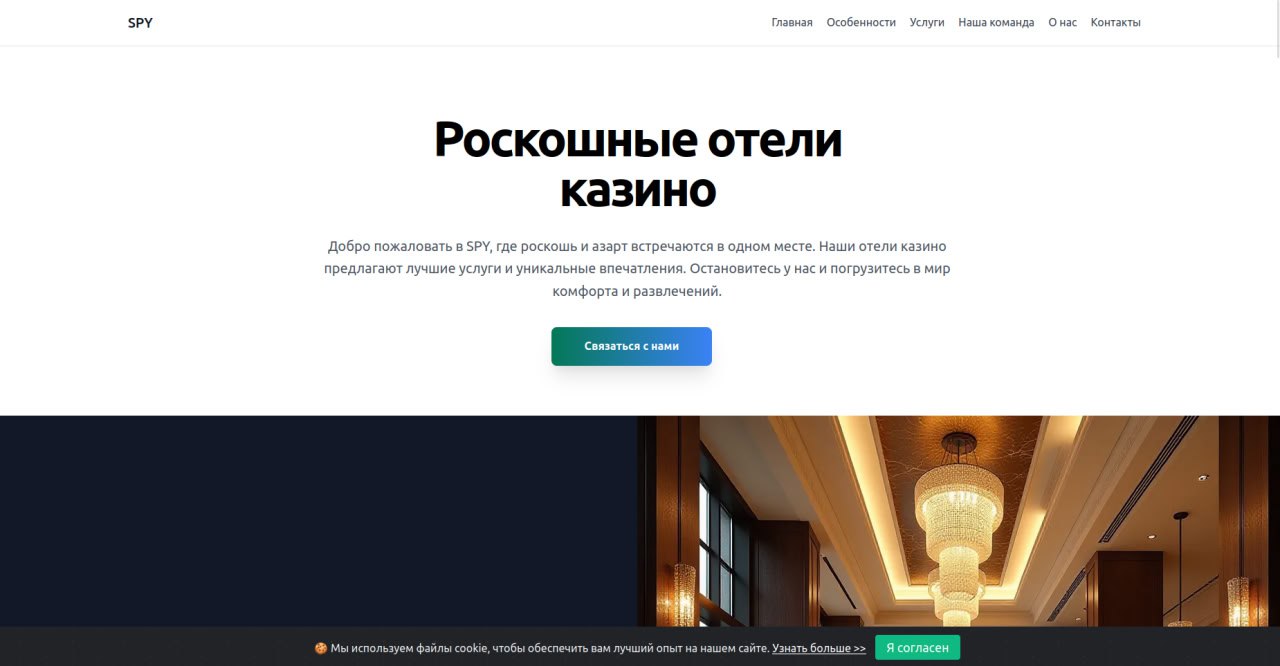 SPY
Главная Особенности Услуги Наша команда О нас Контакты
Роскошные отели
казино
Добро пожаловать в SPY, где роскошь и азарт встречаются в одном месте. Наши отели казино
предлагают лучшие услуги и уникальные впечатления. Остановитесь у нас и погрузитесь в мир
комфорта и развлечений.
Связаться с нами
🍪 Мы используем файлы cookie, чтобы обеспечить вам лучший опыт на нашем сайте. Узнать больше >> Я согласен